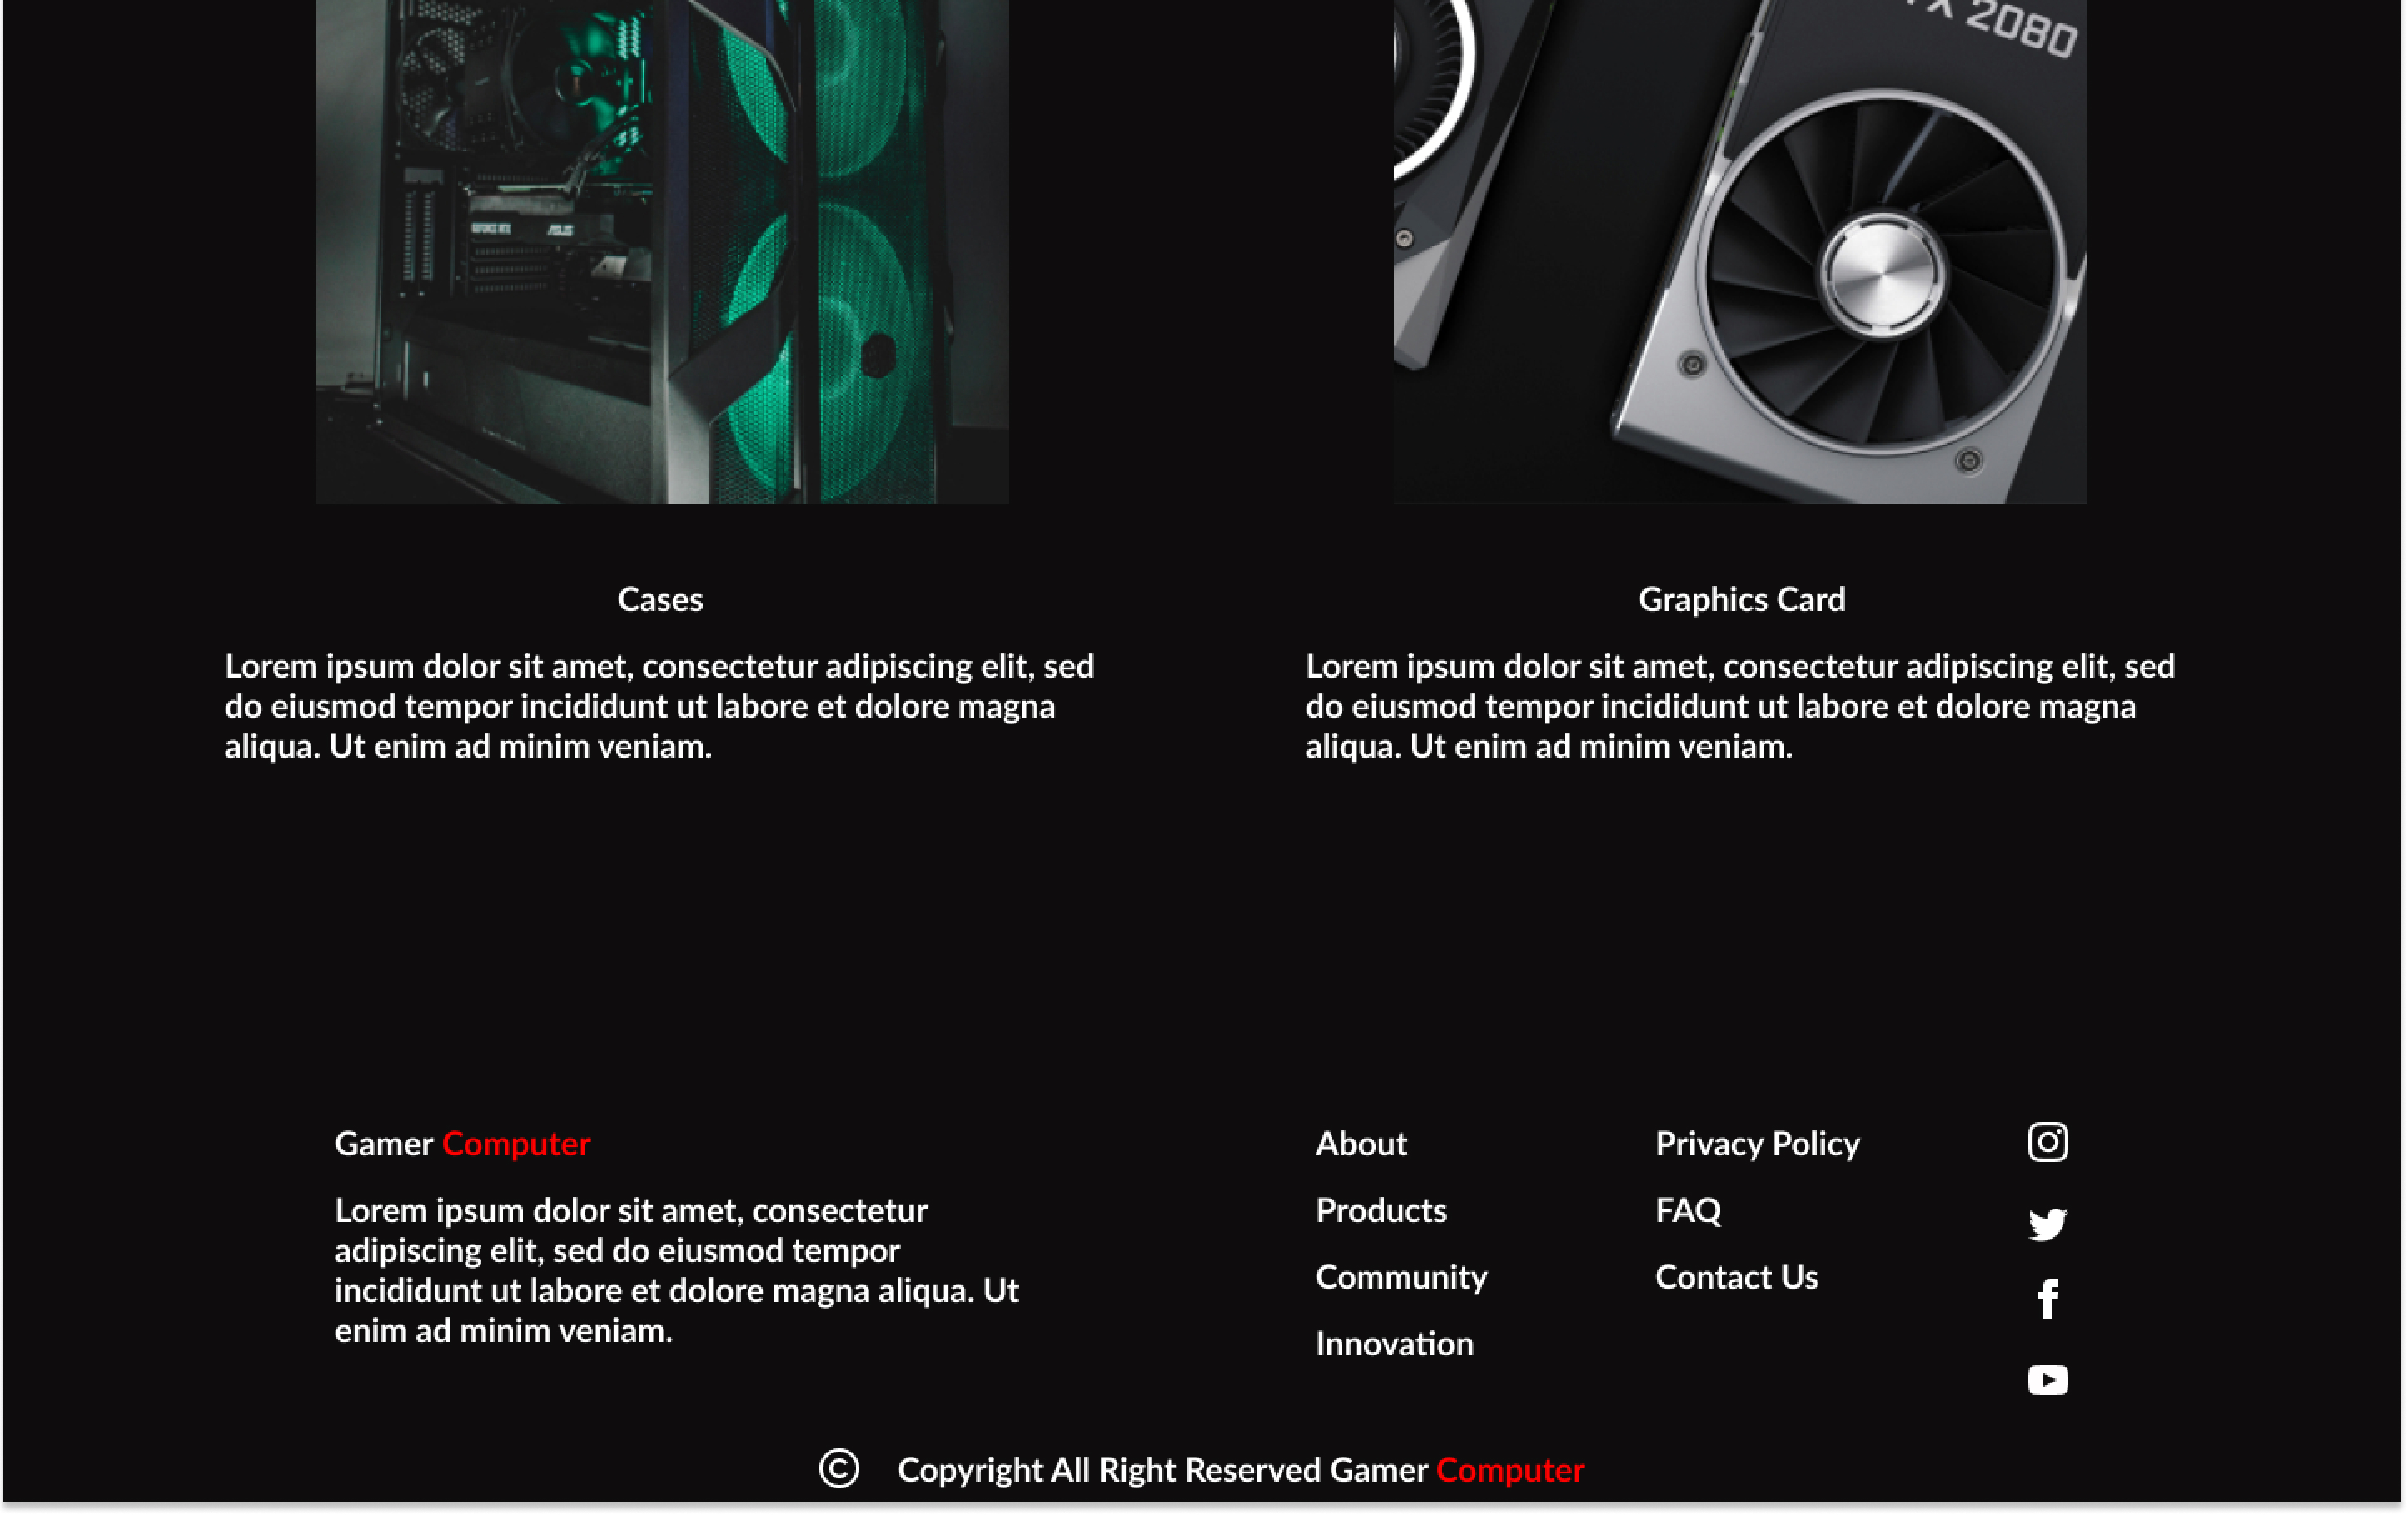 TX 2080
GEFORCE RTX
ASUS
Cases
Lorem ipsum dolor sit amet, consectetur adipiscing elit, sed
do eiusmod tempor incididunt ut labore et dolore magna
aliqua. Ut enim ad minim veniam.
Graphics Card
Lorem ipsum dolor sit amet, consectetur adipiscing elit, sed
do eiusmod tempor incididunt ut labore et dolore magna
aliqua. Ut enim ad minim veniam.
Gamer Computer
Lorem ipsum dolor sit amet, consectetur
adipiscing elit, sed do eiusmod tempor
incididunt ut labore et dolore magna aliqua. Ut
enim ad minim veniam.
About
Products
Community
Innovation
Privacy Policy
FAQ
Contact Us
© Copyright All Right Reserved Gamer Computer